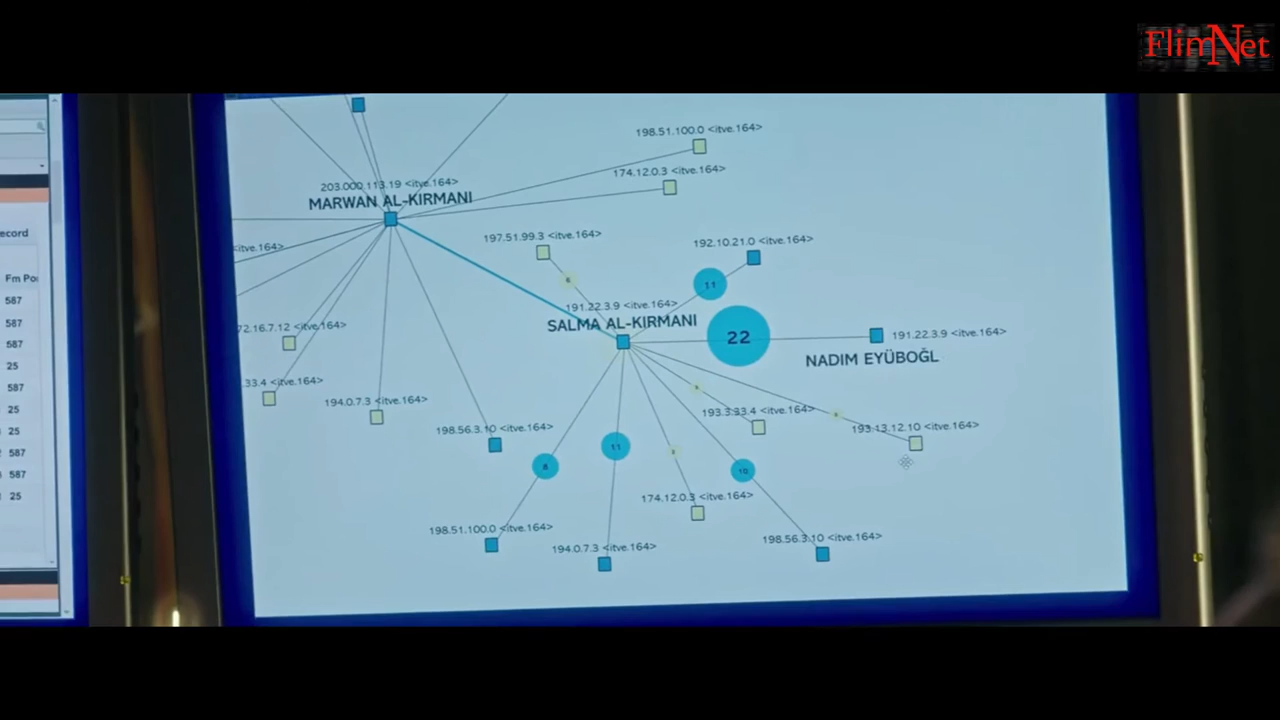 FlimNet
198.51.100.0 <itve.164>
174.12.0.3 <itve.164>
203.000.113.19 <itve.164>
MARWAN AL-KIRMANI
ecord
197.51.99.3 <itve.164>
192.10.21.0 <itve.164>
<itve.164>
Fm Po
6
11
587
191.22.3.9 <itve.164>
SALMA AL-KIRMANI
587
72.16.7.12 <itve.164>
22
191.22.3.9 <itve.164>
587
NADIM EYÜBOĞL
25
.33.4 <itve.164>
587
194.0.7.3 <itve.164>
193.3.33.4 <itve.164>
25
198.56.3.10 <itve.164>
193.13.12.10 <itve.164>
25
11
587
8
10
587
174.12.0.3 <itve.164>
25
198.51.100.0 <itve.164>
194.0.7.3 <itve.164>
198.56.3.10 <itve.164>